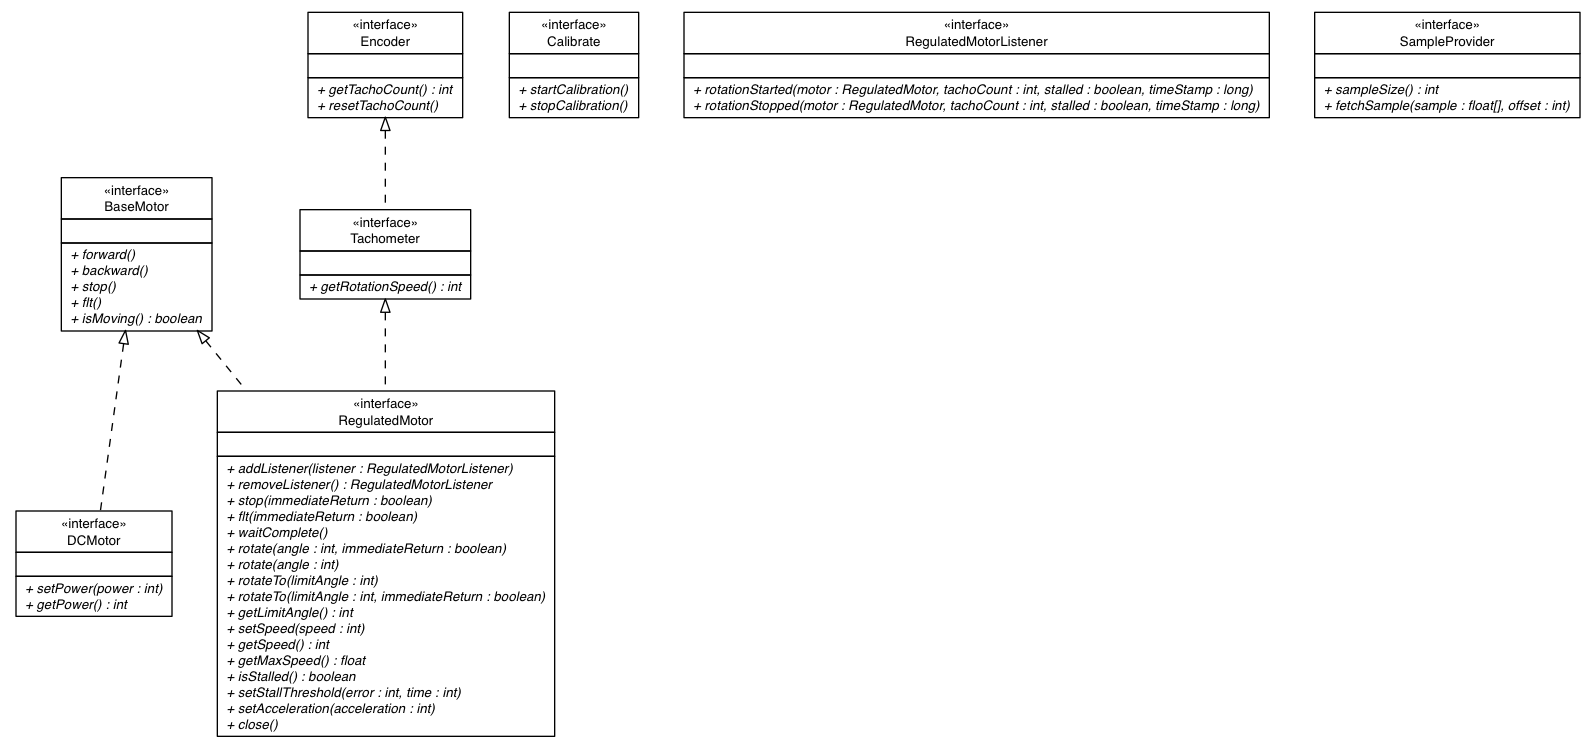 «interface»
Encoder
+ getTachoCount() : int
+ resetTachoCount()
«interface»
Calibrate
+ startCalibration()
+ stopCalibration()
«interface»
RegulatedMotorListener
+ rotationStarted(motor : RegulatedMotor, tachoCount : int, stalled : boolean, timeStamp : long)
+ rotationStopped(motor : RegulatedMotor, tachoCount : int, stalled : boolean, timeStamp : long)
«interface»
SampleProvider
+ sampleSize() : int
+ fetchSample(sample : float[], offset : int)
«interface»
BaseMotor
+ forward()
+ backward()
+ stop()
+ flt()
+ isMoving() : boolean
«interface»
Tachometer
+ getRotationSpeed() : int
«interface»
RegulatedMotor
+ addListener(listener : RegulatedMotorListener)
+ removeListener() : RegulatedMotorListener
+ stop(immediateReturn : boolean)
+ flt(immediateReturn : boolean)
+ waitComplete()
+ rotate(angle : int, immediateReturn : boolean)
+ rotate(angle : int)
+ rotateTo(limitAngle : int)
+ rotateTo(limitAngle : int, immediateReturn : boolean)
+ getLimitAngle() : int
+ setSpeed(speed : int)
+ getSpeed() : int
+ getMaxSpeed() : float
+ isStalled() : boolean
+ setStallThreshold(error : int, time : int)
+ setAcceleration(acceleration : int)
+ close()
«interface»
DCMotor
+ setPower(power : int)
+ getPower() : int